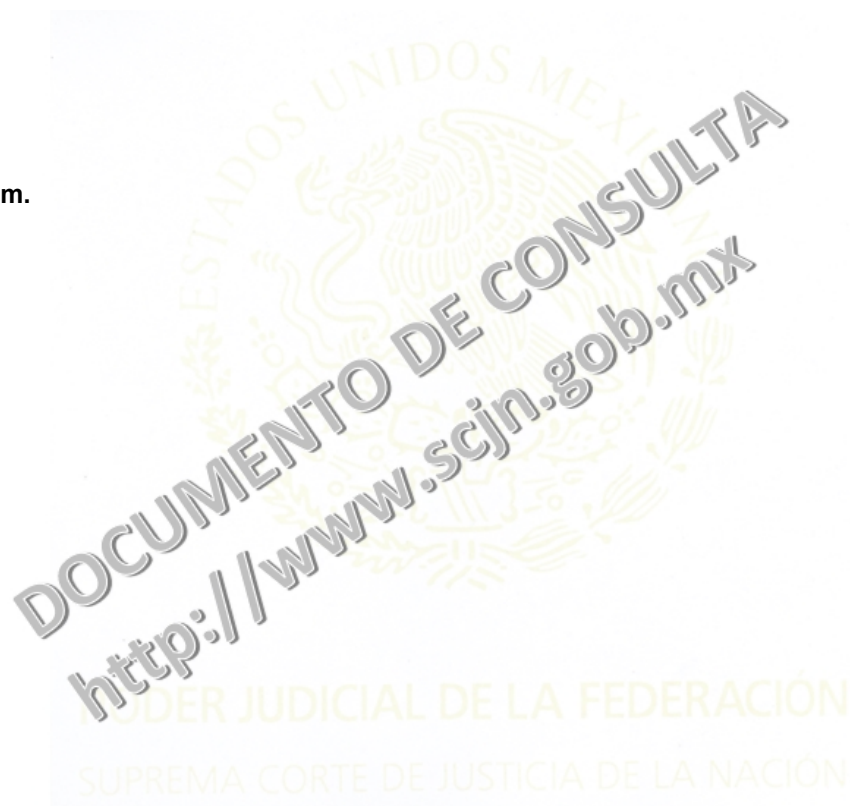 ESTADOS UNIDOS MEXICANOS
m.
DOCUMENTO DE CONSULTA
http://www.scjn.gob.mx
PODER JUDICIAL DE LA FEDERACIÓN
SUPREMA CORTE DE JUSTICIA DE LA NACIÓN